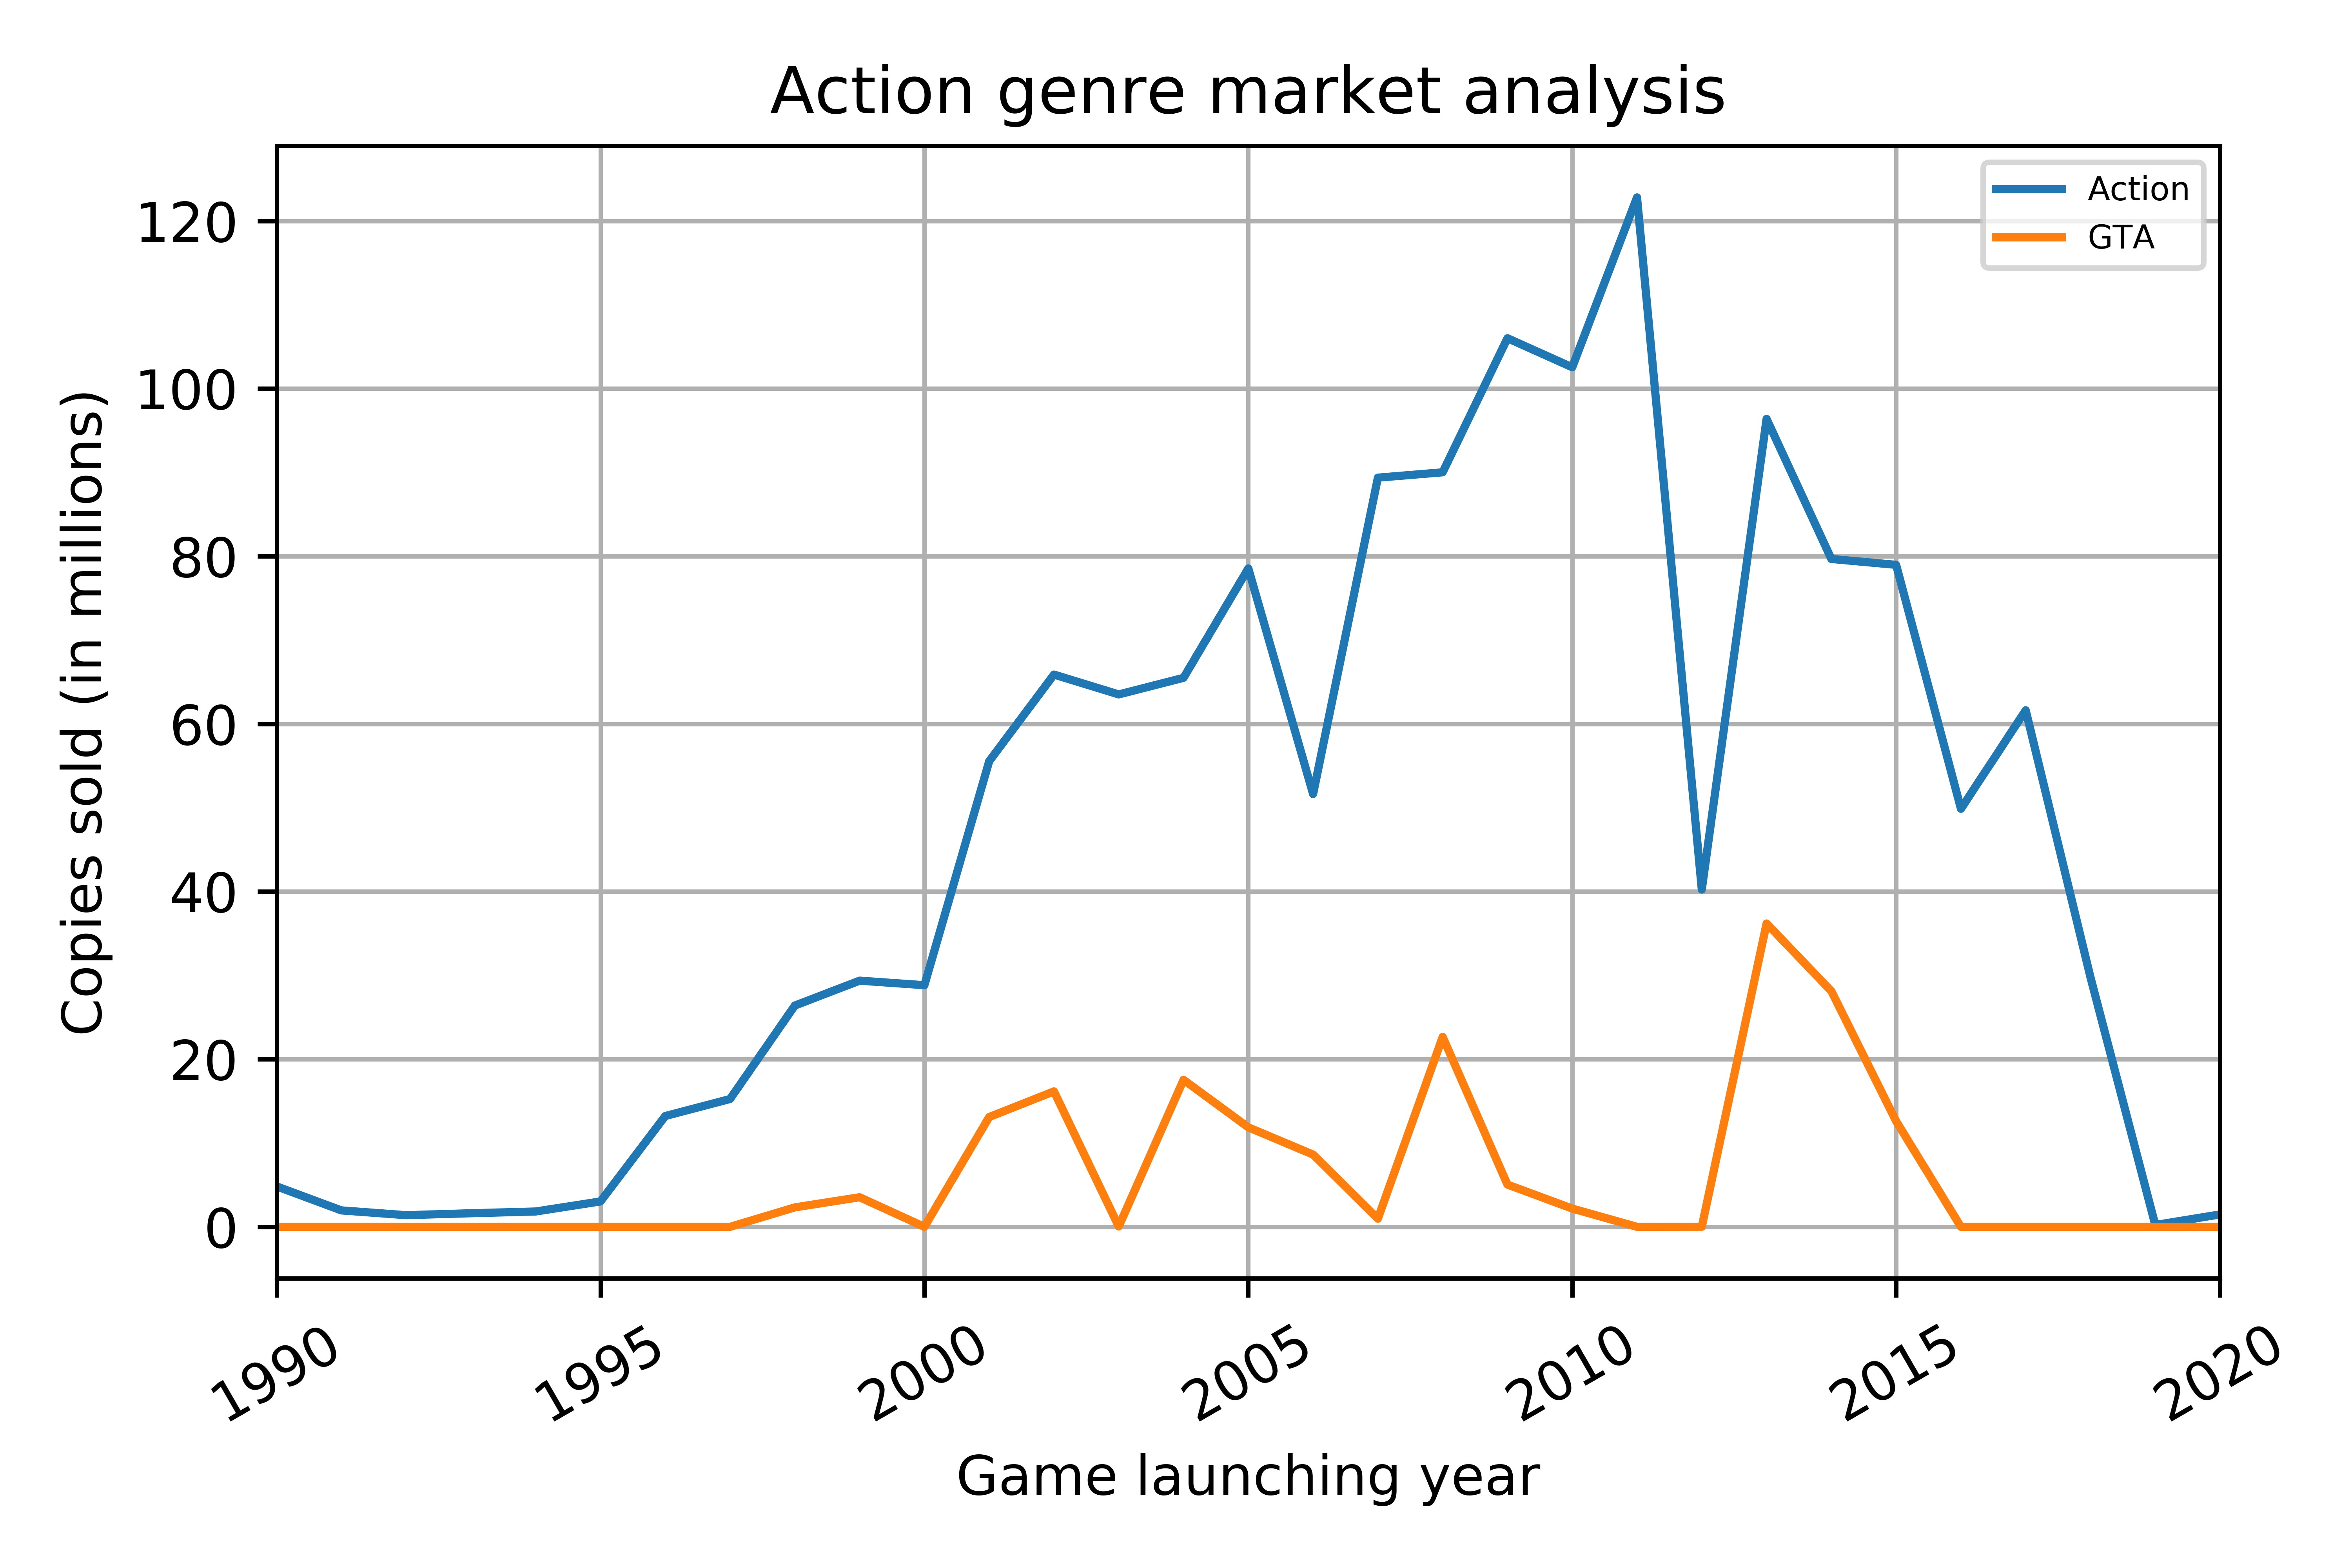 Action genre market analysis
Action
GTA
120
100
80
60
40
20
0
Copies sold (in millions)
1990 1995 2000 2005 2010 2015 2020
Game launching year